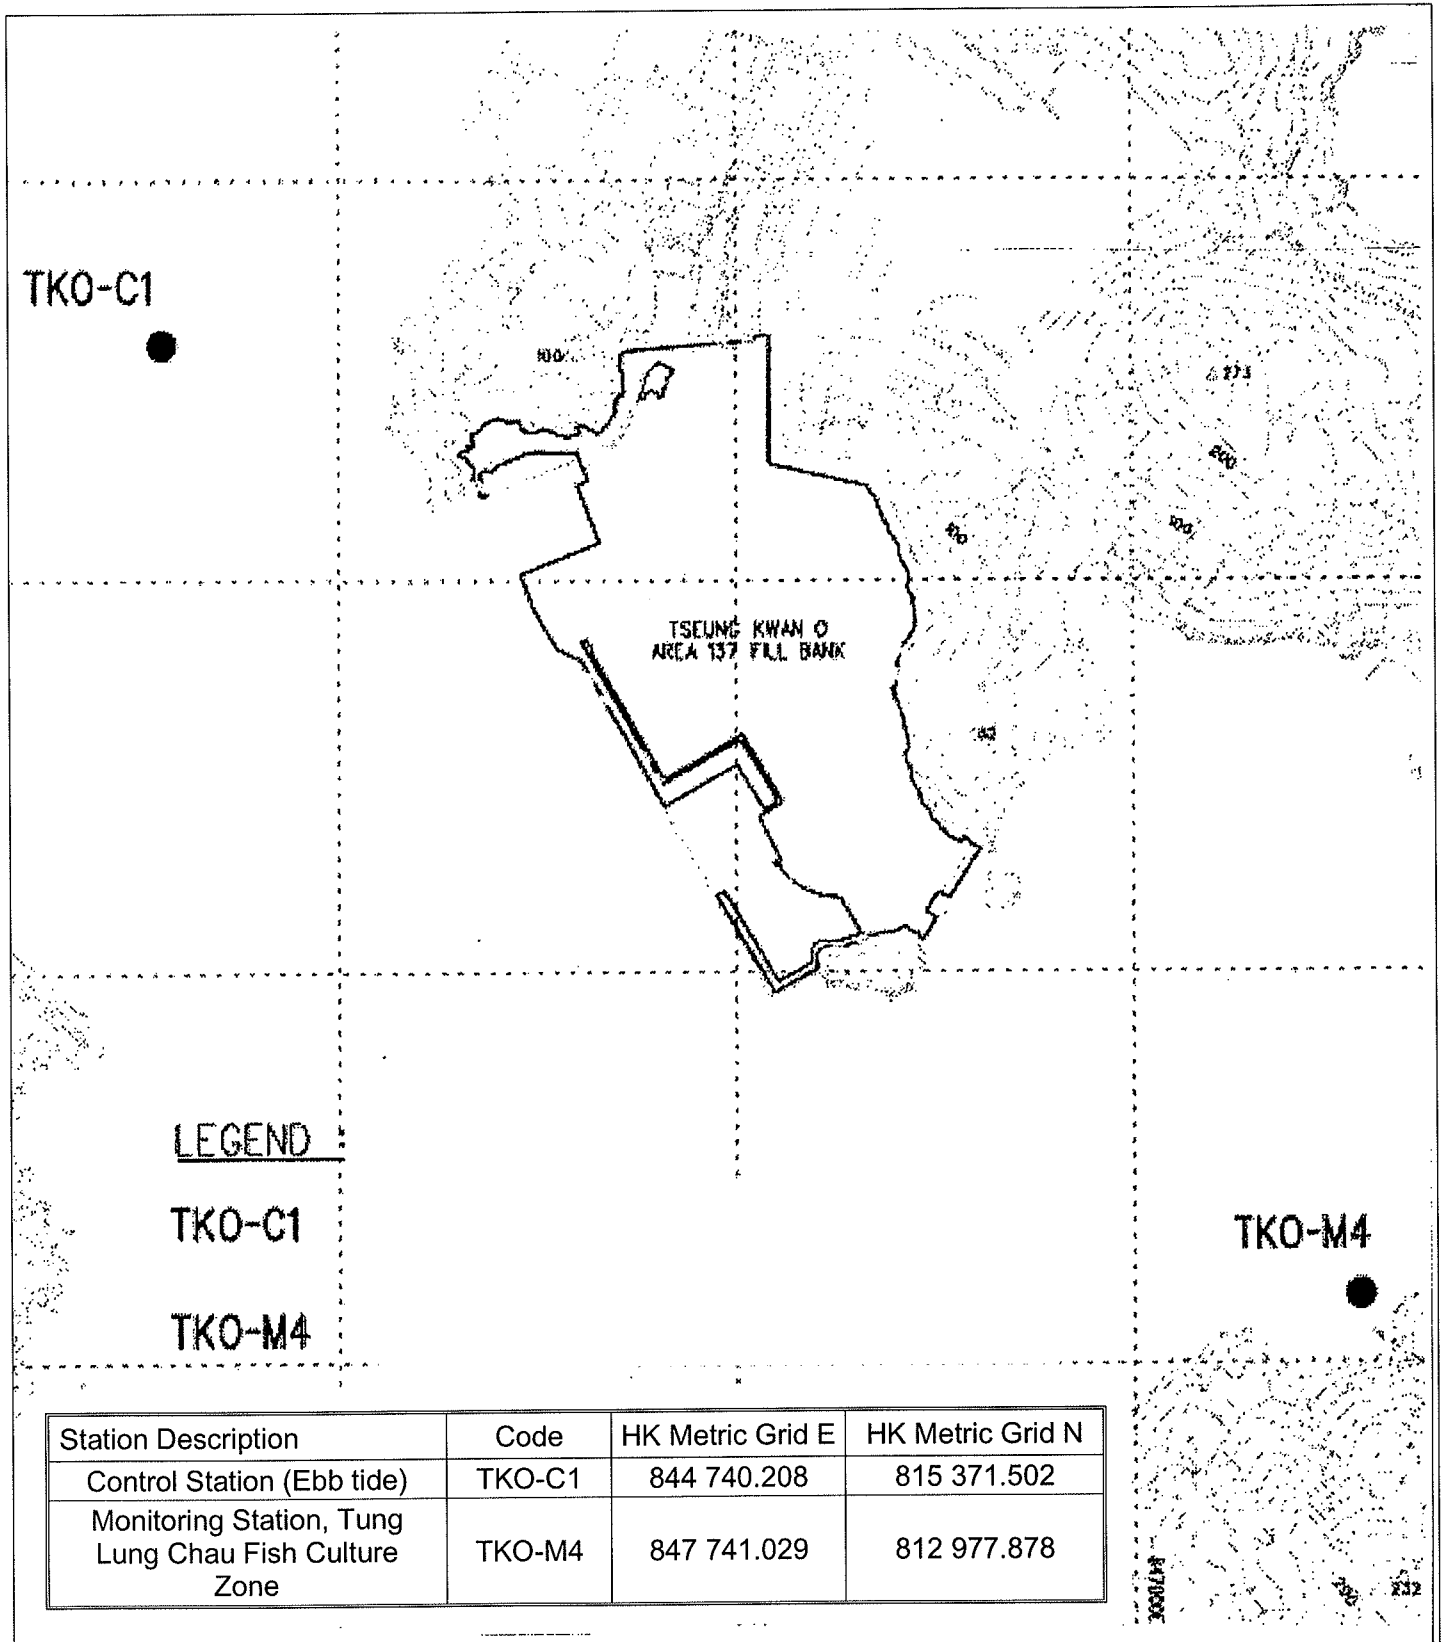 TKO-C1
100
273
200
100
TSEUNG KWAN O
AREA 137 FILL BANK
LEGEND
TKO-C1
TKO-M4
TKO-M4
Station Description Code HK Metric Grid E HK Metric Grid N
Control Station (Ebb tide) TKO-C1 844 740.208 815 371.502
Monitoring Station, Tung
Lung Chau Fish Culture
Zone
TKO-M4 847 741.029 812 977.878
847000E
232